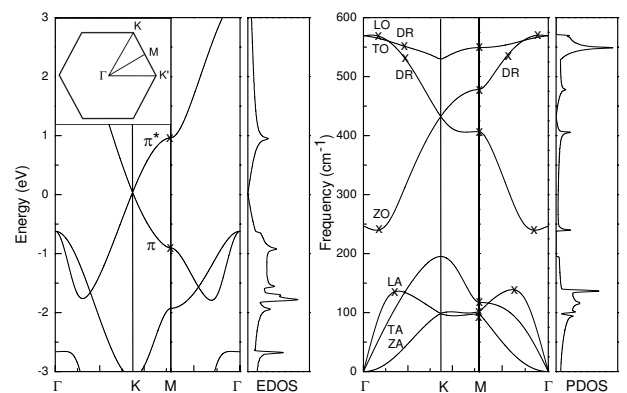 3
2
1
0
-1
-2
-3
Energy (eV)
K
M
Γ
K'
π*
π
Γ K M Γ EDOS
600
500
400
300
200
100
0
Frequency (cm-1)
LO
TO
DR
DR
DR
ZO
LA
TA
ZA
Γ K M Γ PDOS